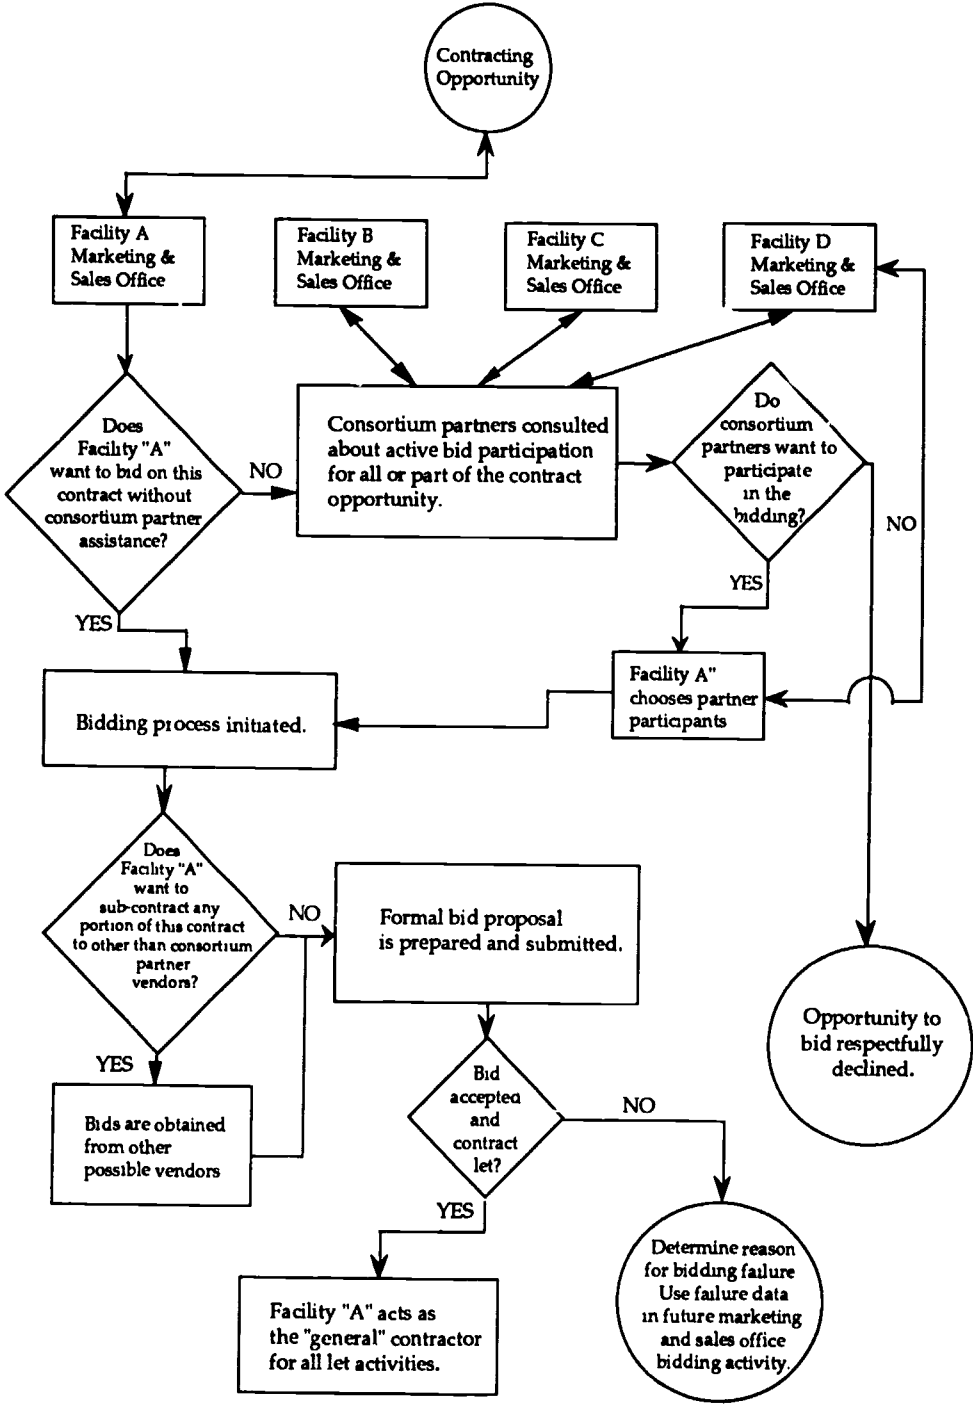 Contracting
Opportunity
Facility A
Marketing &
Sales Office
Facility B
Marketing &
Sales Office
Facility C
Marketing &
Sales Office
Facility D
Marketing &
Sales Office
Does
Facility "A"
want to bid on this
contract without
consortium partner
assistance?
NO
Consortium partners consulted
about active bid participation
for all or part of the contract
opportunity.
Do
consortium
partners want to
participate
in the
bidding?
NO
YES
YES
Facility A"
chooses partner
participants
Bidding process initiated.
Does
Facility "A"
want to
sub-contract any
portion of this contract
to other than consortium
partner
vendors?
NO
Formal bid proposal
is prepared and submitted.
YES
Bids are obtained
from other
possible vendors
Bid
accepted
and
contract
let?
NO
YES
Opportunity to
bid respectfully
declined.
Facility "A" acts as
the "general" contractor
for all let activities.
Determine reason
for bidding failure
Use failure data
in future marketing
and sales office
bidding activity.